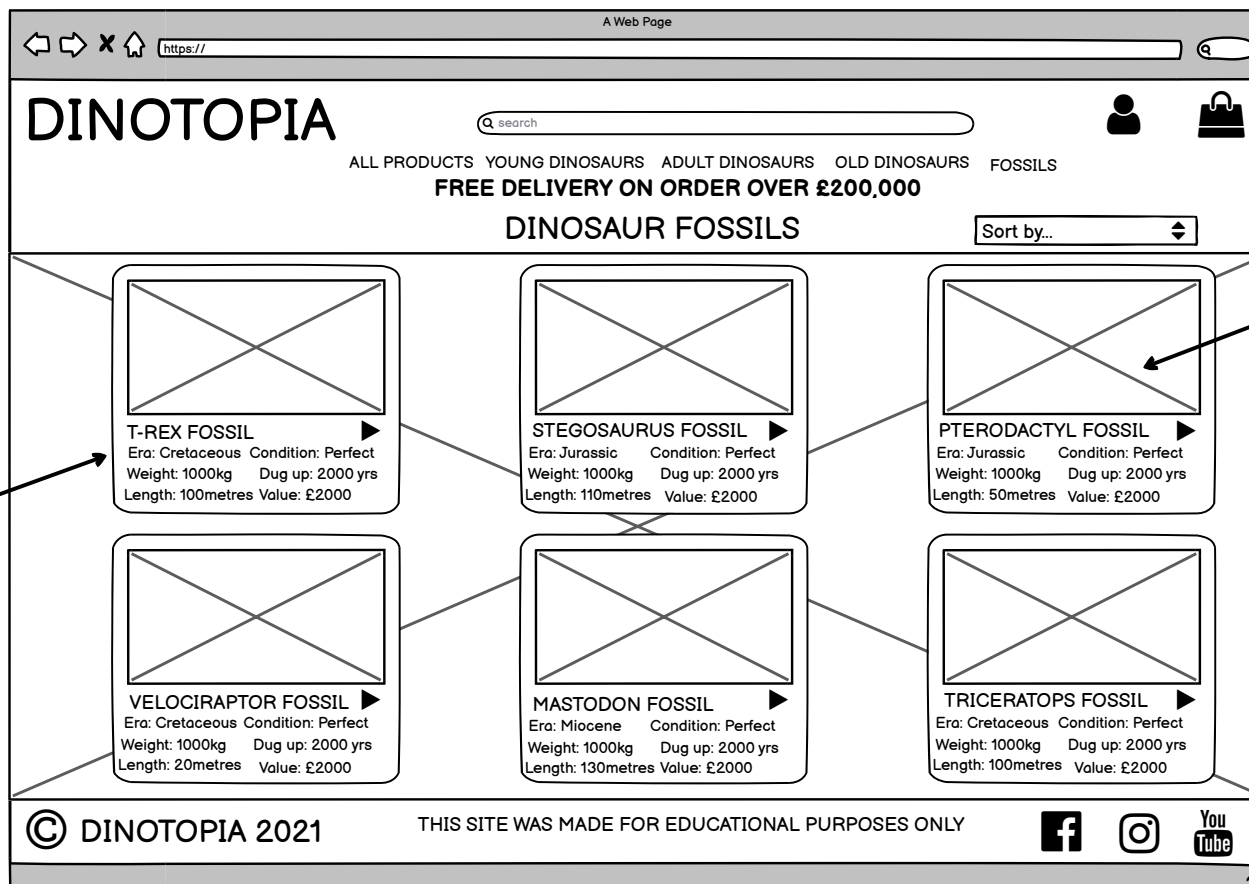 A Web Page
https://
DINOTOPIA
search
ALL PRODUCTS YOUNG DINOSAURS ADULT DINOSAURS OLD DINOSAURS FOSSILS
FREE DELIVERY ON ORDER OVER £200,000
DINOSAUR FOSSILS
Sort by...
T-REX FOSSIL
Era: Cretaceous Condition: Perfect
Weight: 1000kg Dug up: 2000 yrs
Length: 100metres Value: £2000
STEGOSAURUS FOSSIL
Era: Jurassic Condition: Perfect
Weight: 1000kg Dug up: 2000 yrs
Length: 110metres Value: £2000
PTERODACTYL FOSSIL
Era: Jurassic Condition: Perfect
Weight: 1000kg Dug up: 2000 yrs
Length: 50metres Value: £2000
VELOCIRAPTOR FOSSIL
Era: Cretaceous Condition: Perfect
Weight: 1000kg Dug up: 2000 yrs
Length: 20metres Value: £2000
MASTODON FOSSIL
Era: Miocene Condition: Perfect
Weight: 1000kg Dug up: 2000 yrs
Length: 130metres Value: £2000
TRICERATOPS FOSSIL
Era: Cretaceous Condition: Perfect
Weight: 1000kg Dug up: 2000 yrs
Length: 100metres Value: £2000
© DINOTOPIA 2021
THIS SITE WAS MADE FOR EDUCATIONAL PURPOSES ONLY
You
Tube